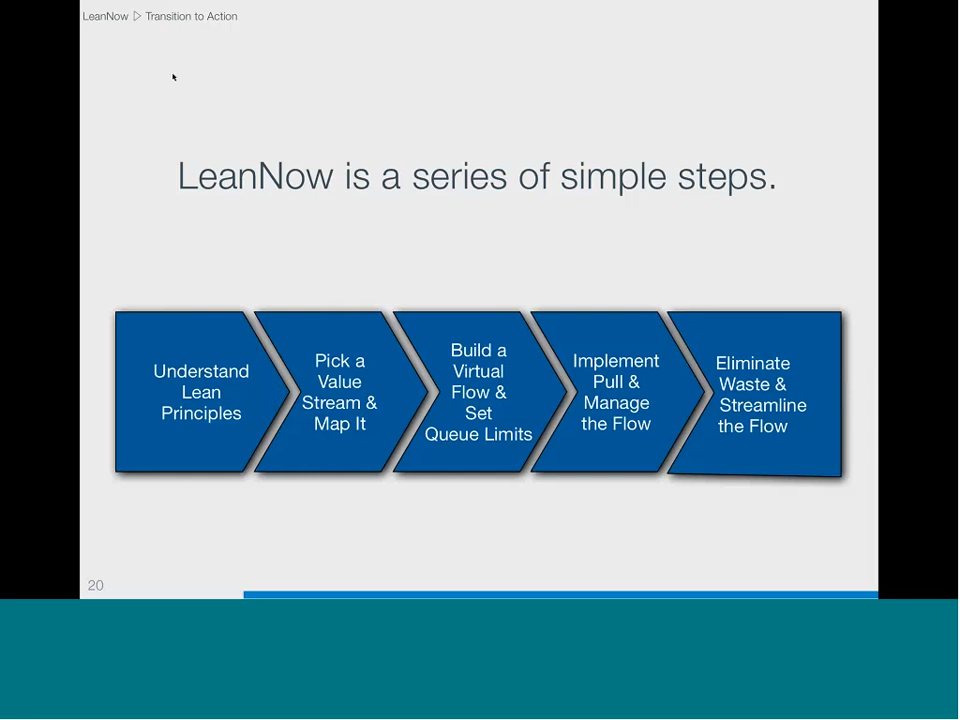 LeanNow ▷ Transition to Action
LeanNow is a series of simple steps.
Understand
Lean
Principles
Pick a
Value
Stream &
Map It
Build a
Virtual
Flow &
Set
Queue Limits
Implement
Pull &
Manage
the Flow
Eliminate
Waste &
Streamline
the Flow
20